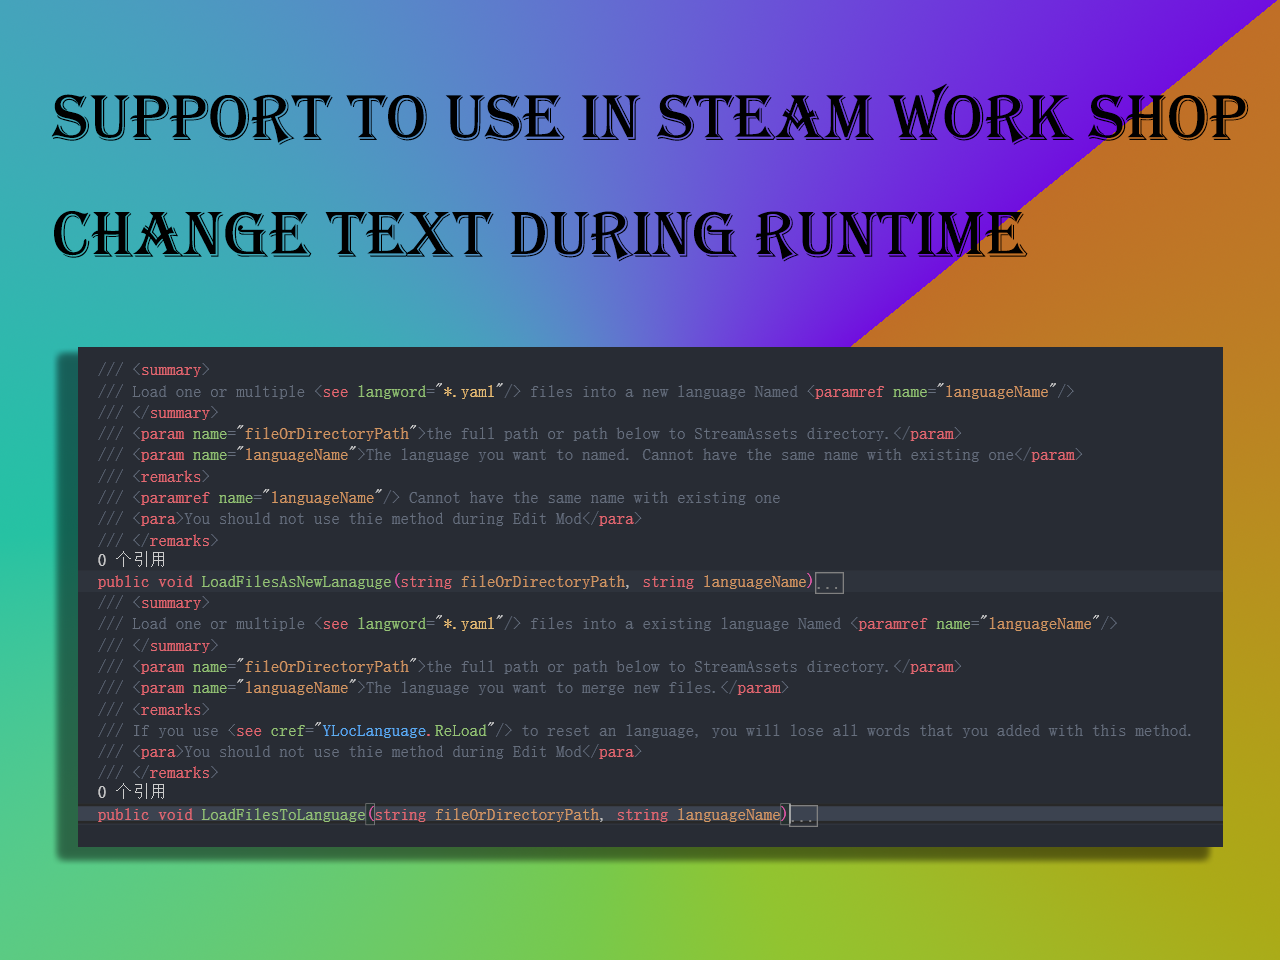 SUPPORT TO USE IN STEAM WORK SHOP
CHANGE TEXT DURING RUNTIME
/// <summary>
/// Load one or multiple <see langword="*.yaml"/> files into a new language Named <paramref name="languageName"/>
/// </summary>
/// <param name="fileOrDirectoryPath">the full path or path below to StreamAssets directory.</param>
/// <param name="languageName">The language you want to named. Cannot have the same name with existing one</param>
/// <remarks>
/// <paramref name="languageName"/> Cannot have the same name with existing one
/// <para>You should not use thie method during Edit Mod</para>
/// </remarks>
0 个引用
public void LoadFilesAsNewLanaguge(string fileOrDirectoryPath, string languageName)...
/// <summary>
/// Load one or multiple <see langword="*.yaml"/> files into a existing language Named <paramref name="languageName"/>
/// </summary>
/// <param name="fileOrDirectoryPath">the full path or path below to StreamAssets directory.</param>
/// <param name="languageName">The language you want to merge new files.</param>
/// <remarks>
/// If you use <see cref="YLocLanguage.ReLoad"/> to reset an language, you will lose all words that you added with this method.
/// <para>You should not use thie method during Edit Mod</para>
/// </remarks>
0 个引用
public void LoadFilesToLanguage(string fileOrDirectoryPath, string languageName)...